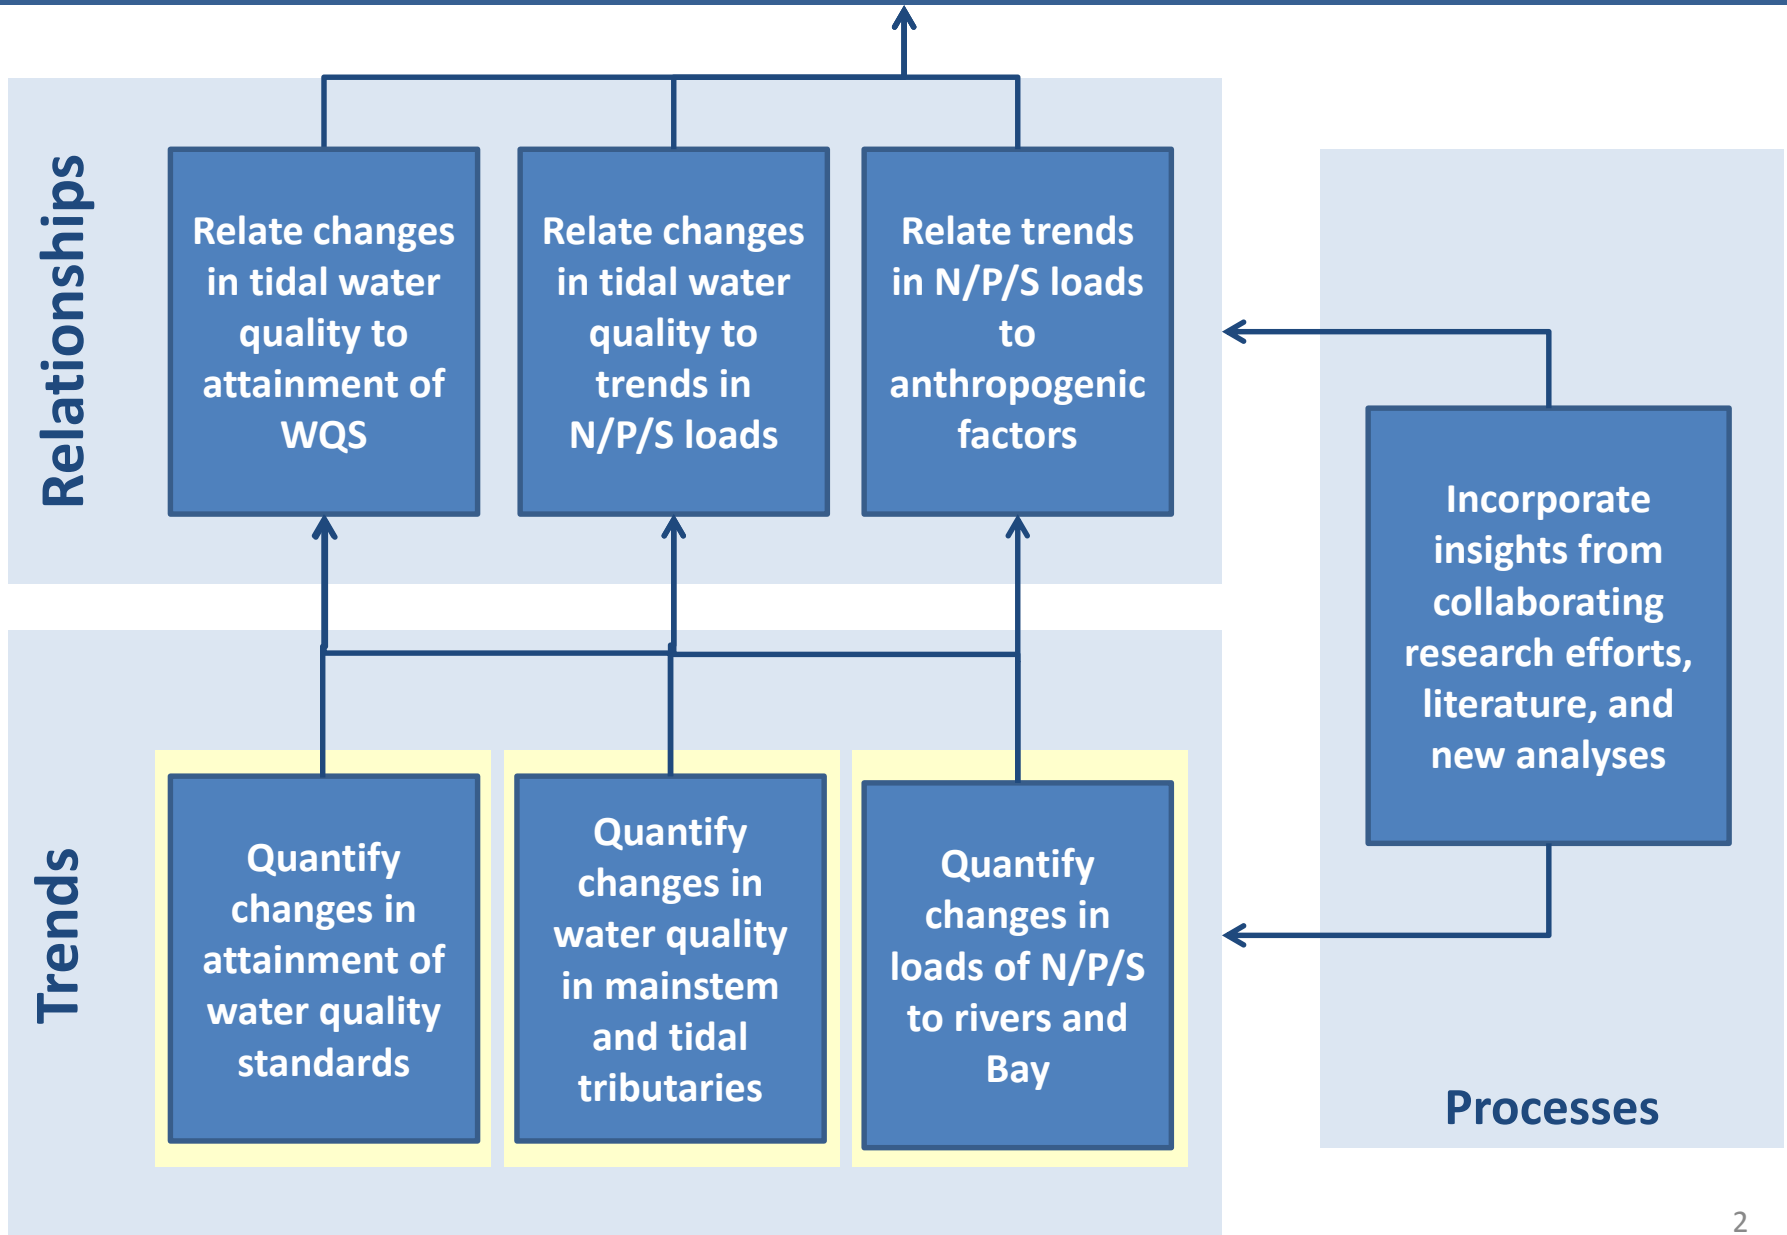 Relationships
Relate changes
in tidal water
quality to
attainment of
WQS
Relate changes
in tidal water
quality to
trends in
N/P/S loads
Relate trends
in N/P/S loads
to
anthropogenic
factors
Incorporate
insights from
collaborating
research efforts,
literature, and
new analyses
Processes
Trends
Quantify
changes in
attainment of
water quality
standards
Quantify
changes in
water quality
in mainstem
and tidal
tributaries
Quantify
changes in
loads of N/P/S
to rivers and
Bay
2